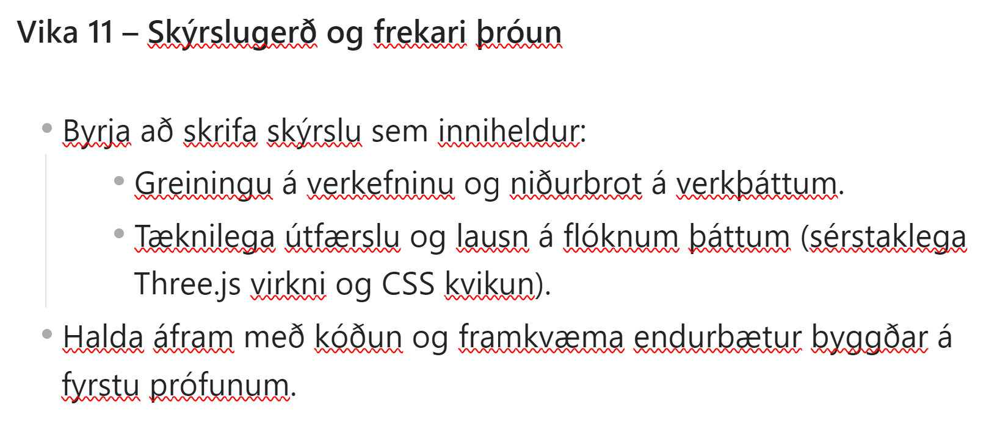 Vika 11 – Skýrslugerð og frekari þróun
Byrja að skrifa skýrslu sem inniheldur:
Greiningu á verkefninu og niðurbrot á verkþáttum.
Tæknilega útfærslu og lausn á flóknum þáttum (sérstaklega
Three.js virkni og CSS kvikun).
Halda áfram með kóðun og framkvæma endurbætur byggðar á
fyrstu prófunum.